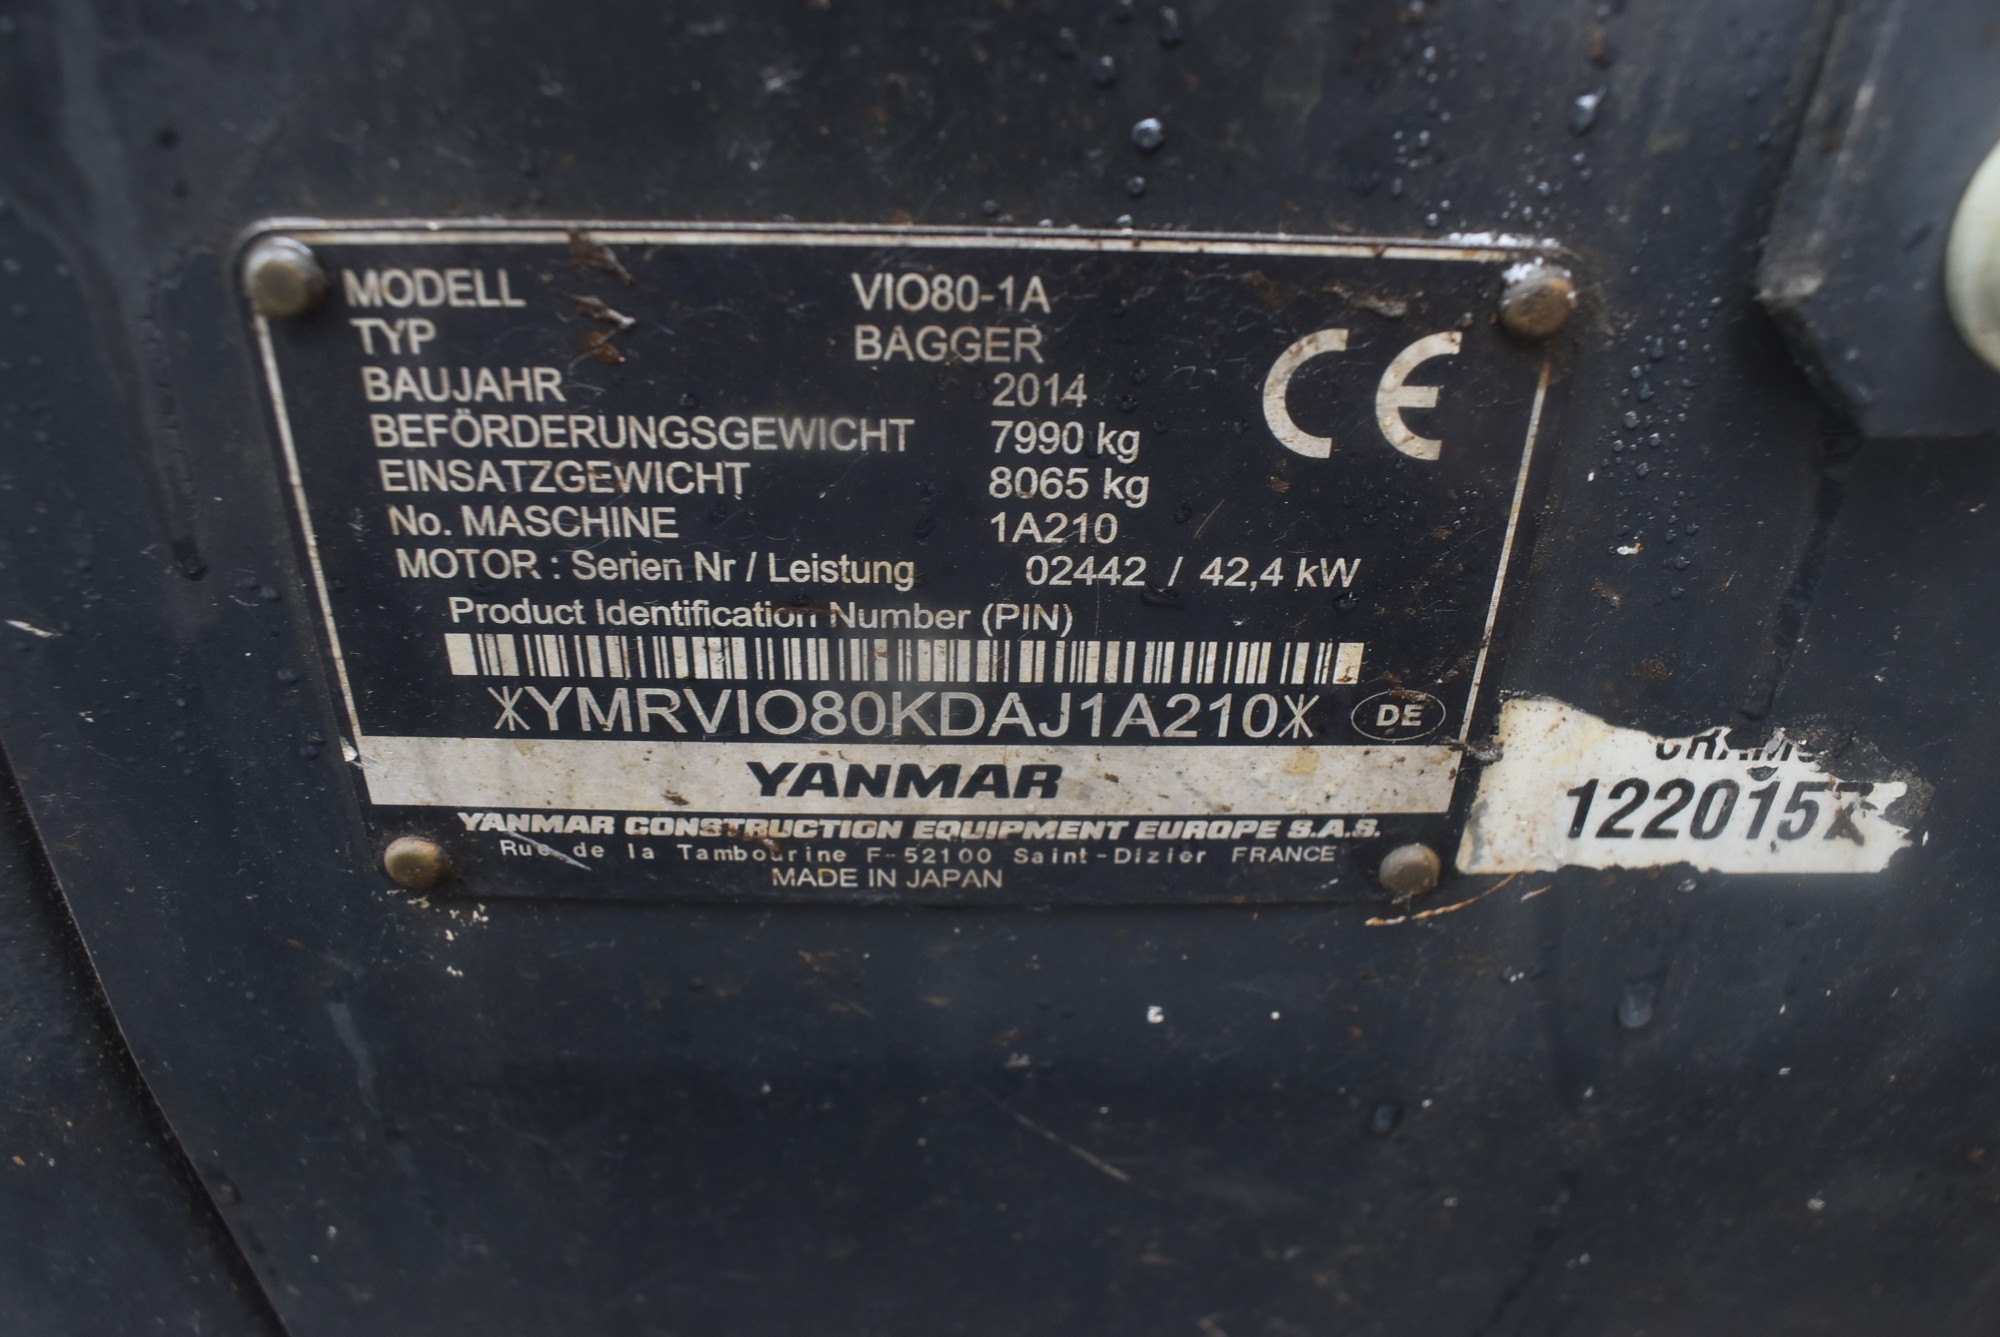 MODELL VIO80-1A
TYP BAGGER
BAUJAHR 2014
BEFÖRDERUNGSGEWICHT 7990 kg
EINSATZGEWICHT 8065 kg
No. MASCHINE 1A210
MOTOR : Serien Nr / Leistung 02442 / 42,4 kW
CE
Product Identification Number (PIN)
*YMRVIO80KDAJ1A210*
DE
YANMAR
YANMAR CONSTRUCTION EQUIPMENT EUROPE S.A.S.
Rue de la Tambourine F-52100 Saint-Dizier FRANCE
MADE IN JAPAN